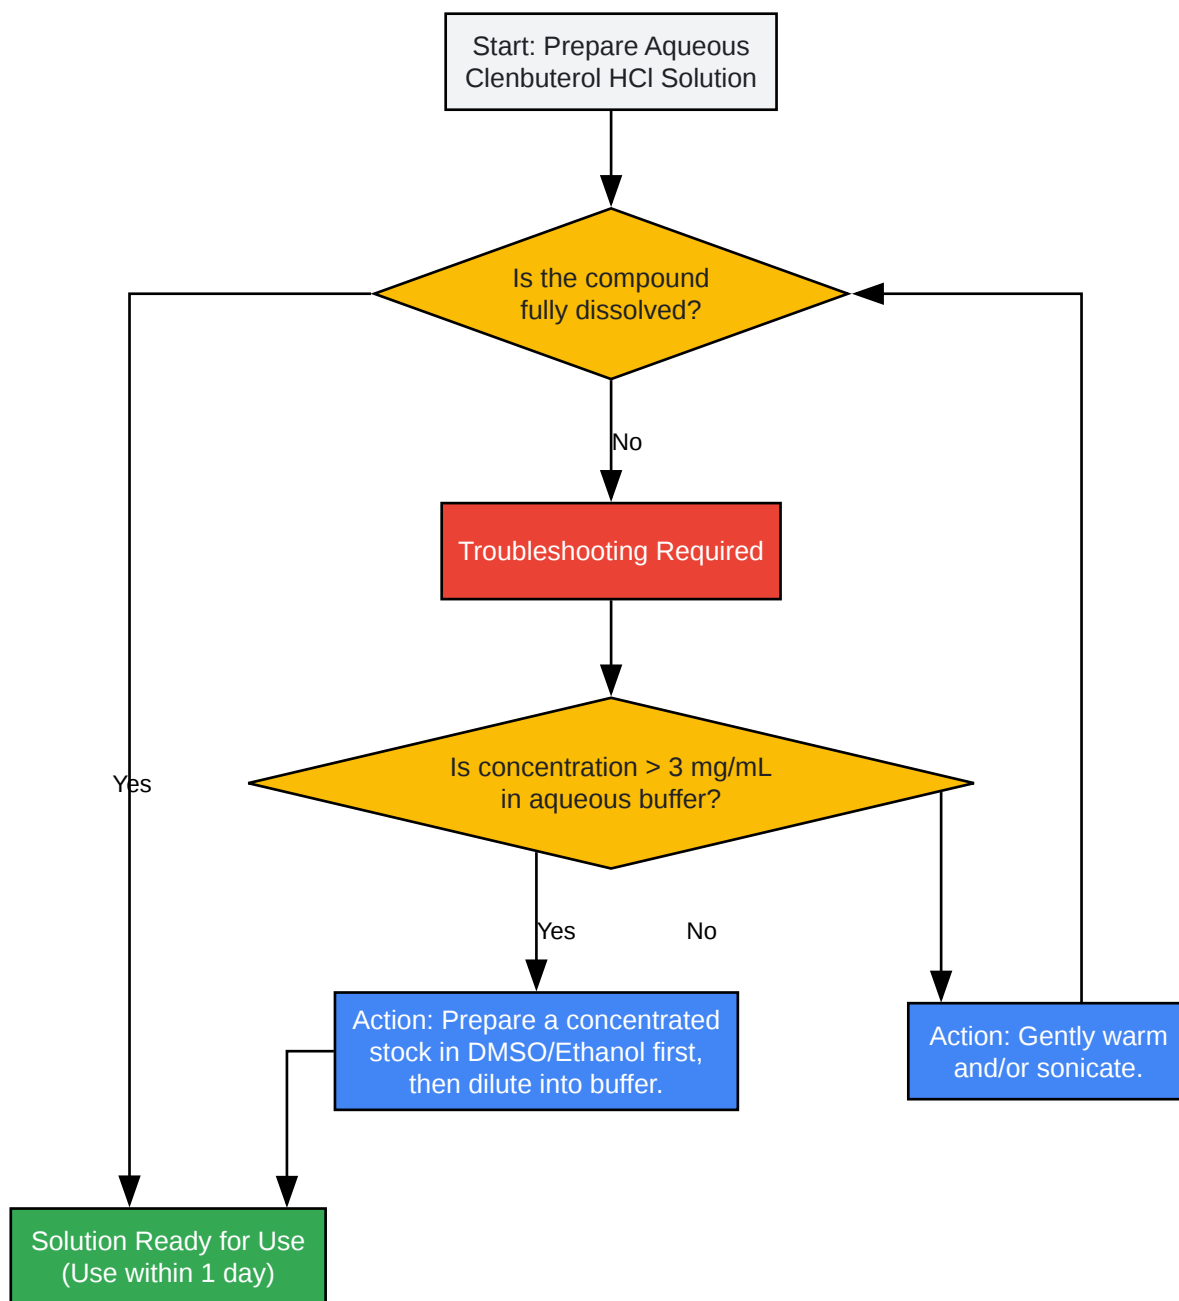 Start: Prepare Aqueous
Clenbuterol HCl Solution
Is the compound
fully dissolved?
No
Troubleshooting Required
Is concentration > 3 mg/mL
in aqueous buffer?
Yes
Yes
No
Action: Prepare a concentrated
stock in DMSO/Ethanol first,
then dilute into buffer.
Action: Gently warm
and/or sonicate.
Solution Ready for Use
(Use within 1 day)